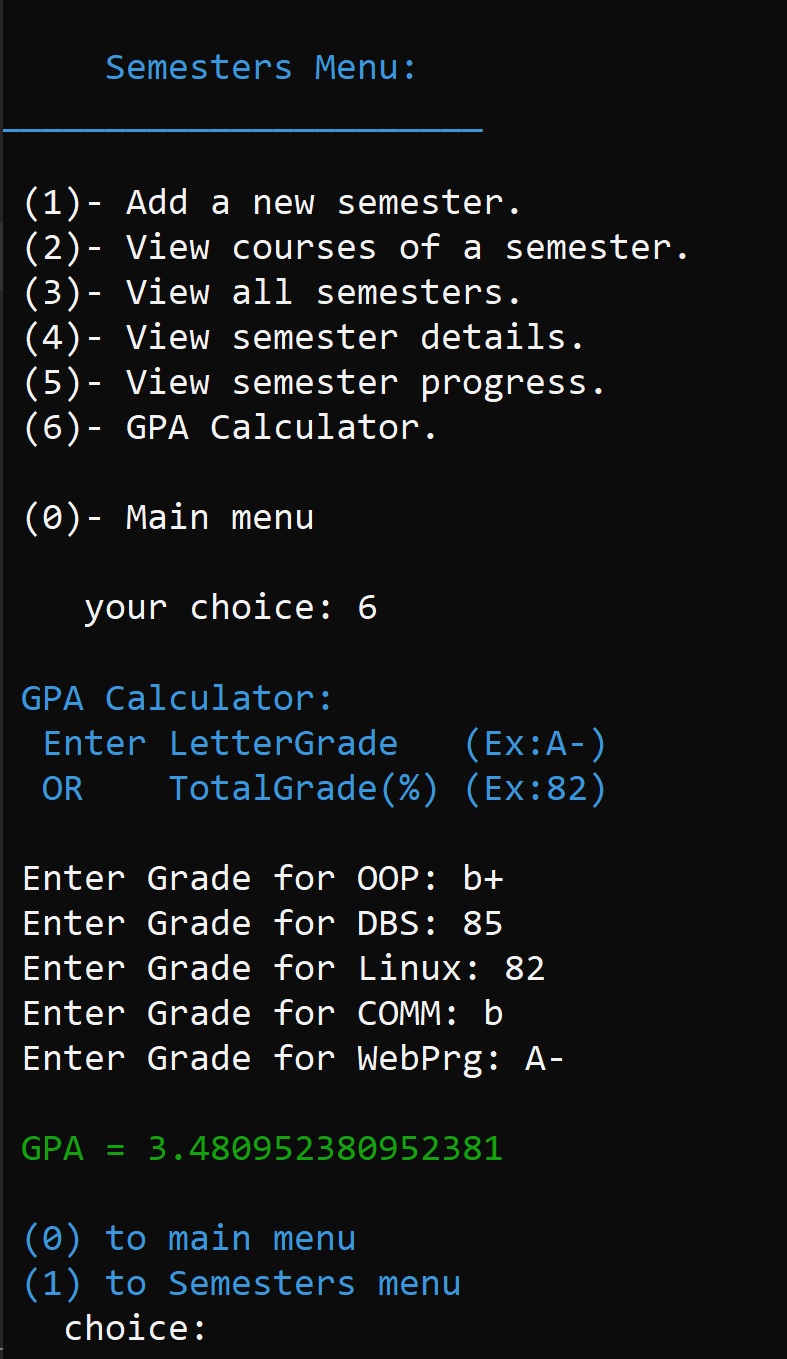 Semesters Menu:
(1)- Add a new semester.
(2)- View courses of a semester.
(3)- View all semesters.
(4)- View semester details.
(5)- View semester progress.
(6)- GPA Calculator.
(0)- Main menu
your choice: 6
GPA Calculator:
Enter LetterGrade (Ex:A-)
OR TotalGrade(%) (Ex:82)
Enter Grade for OOP: b+
Enter Grade for DBS: 85
Enter Grade for Linux: 82
Enter Grade for COMM: b
Enter Grade for WebPrg: A-
GPA = 3.480952380952381
(0) to main menu
(1) to Semesters menu
choice: